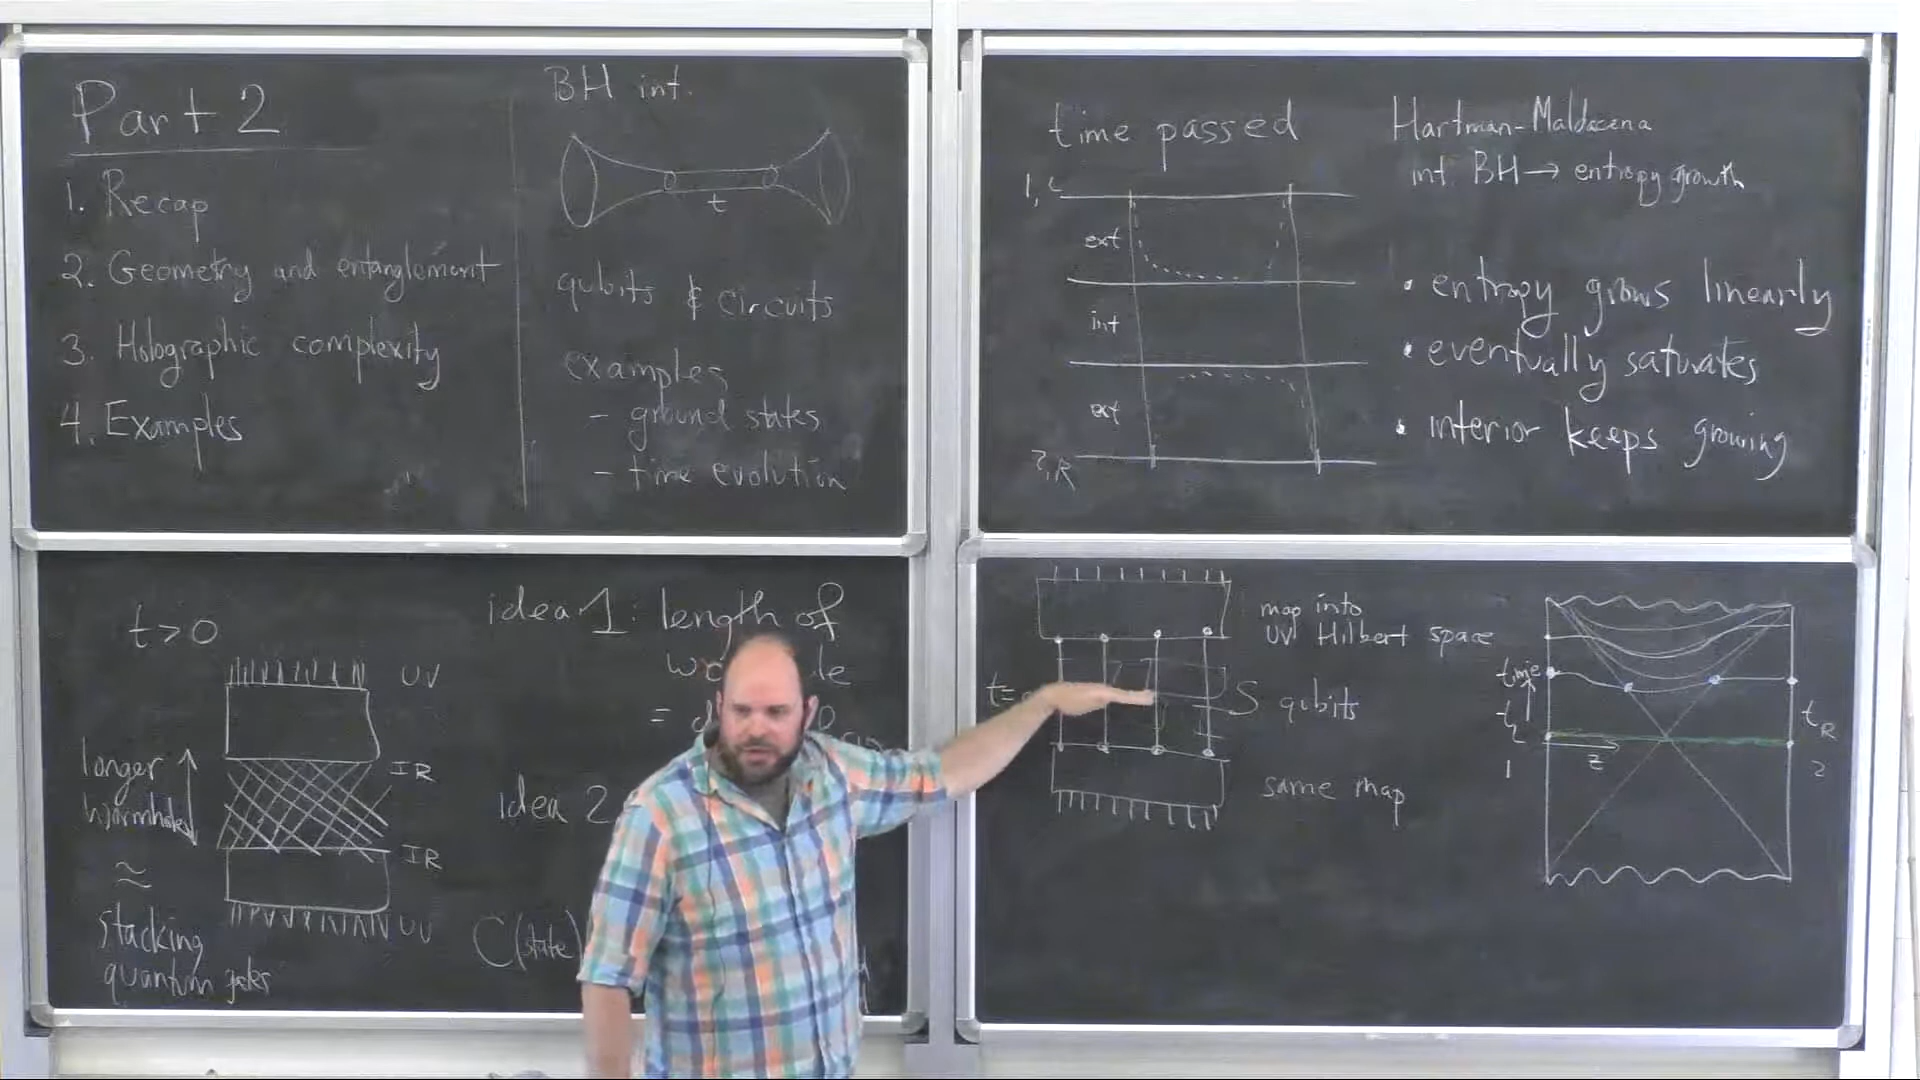 Part 2
1. Recap
2. Geometry and entanglement
3. Holographic complexity
4. Examples
BH int.
t
qubits & circuits
examples
- ground states
- time evolution
time passed
1, L
ext
int
ext
2, R
Hartman-Maldacena
int BH → entropy growth
• entropy grows linearly
• eventually saturates
• interior keeps growing
t>0
UV
longer
IR
IR
≈
UV
stacking
quantum gates
idea 1: length of
=
idea 2
C(state)
map into
UV Hilbert space
t=
S qubits
same map
time
t_L
1
z
t_R
2